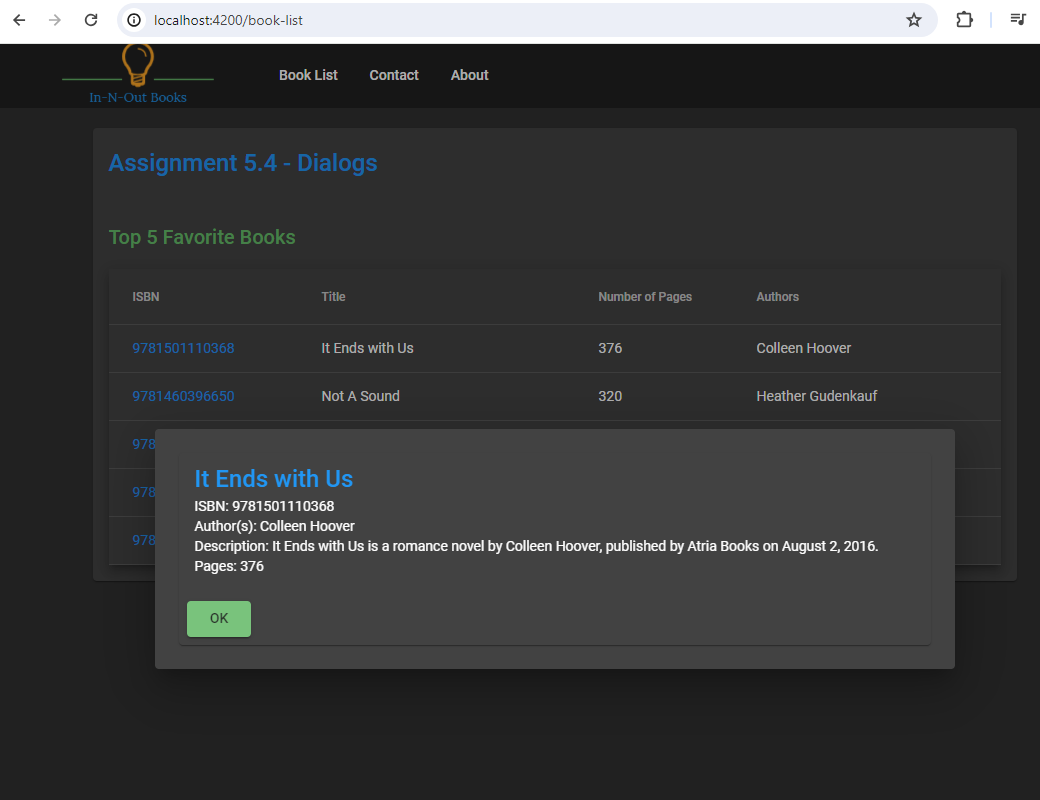 localhost:4200/book-list
In-N-Out Books
Book List Contact About
Assignment 5.4 - Dialogs
Top 5 Favorite Books
ISBN Title Number of Pages Authors
9781501110368 It Ends with Us 376 Colleen Hoover
9781460396650 Not A Sound 320 Heather Gudenkauf
978
978
978
It Ends with Us
ISBN: 9781501110368
Author(s): Colleen Hoover
Description: It Ends with Us is a romance novel by Colleen Hoover, published by Atria Books on August 2, 2016.
Pages: 376
OK